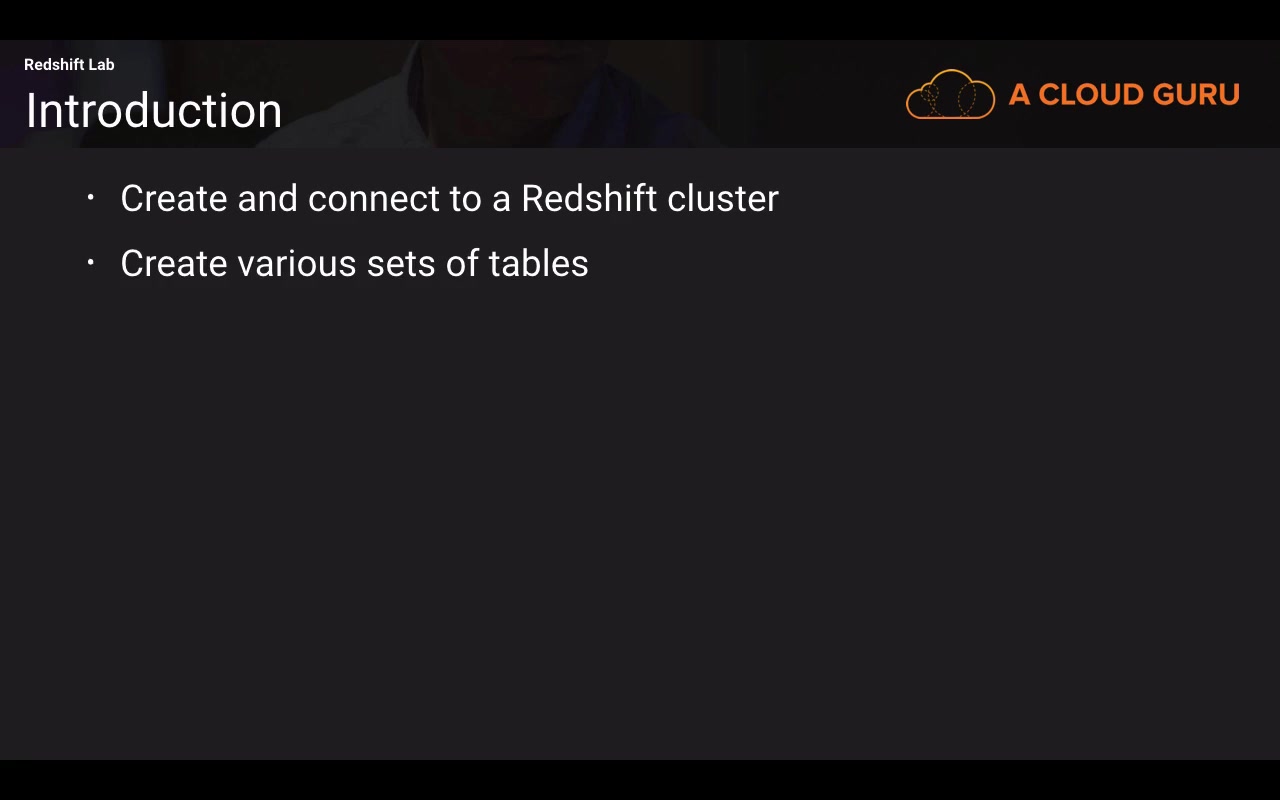 Redshift Lab
Introduction
A CLOUD GURU
• Create and connect to a Redshift cluster
• Create various sets of tables